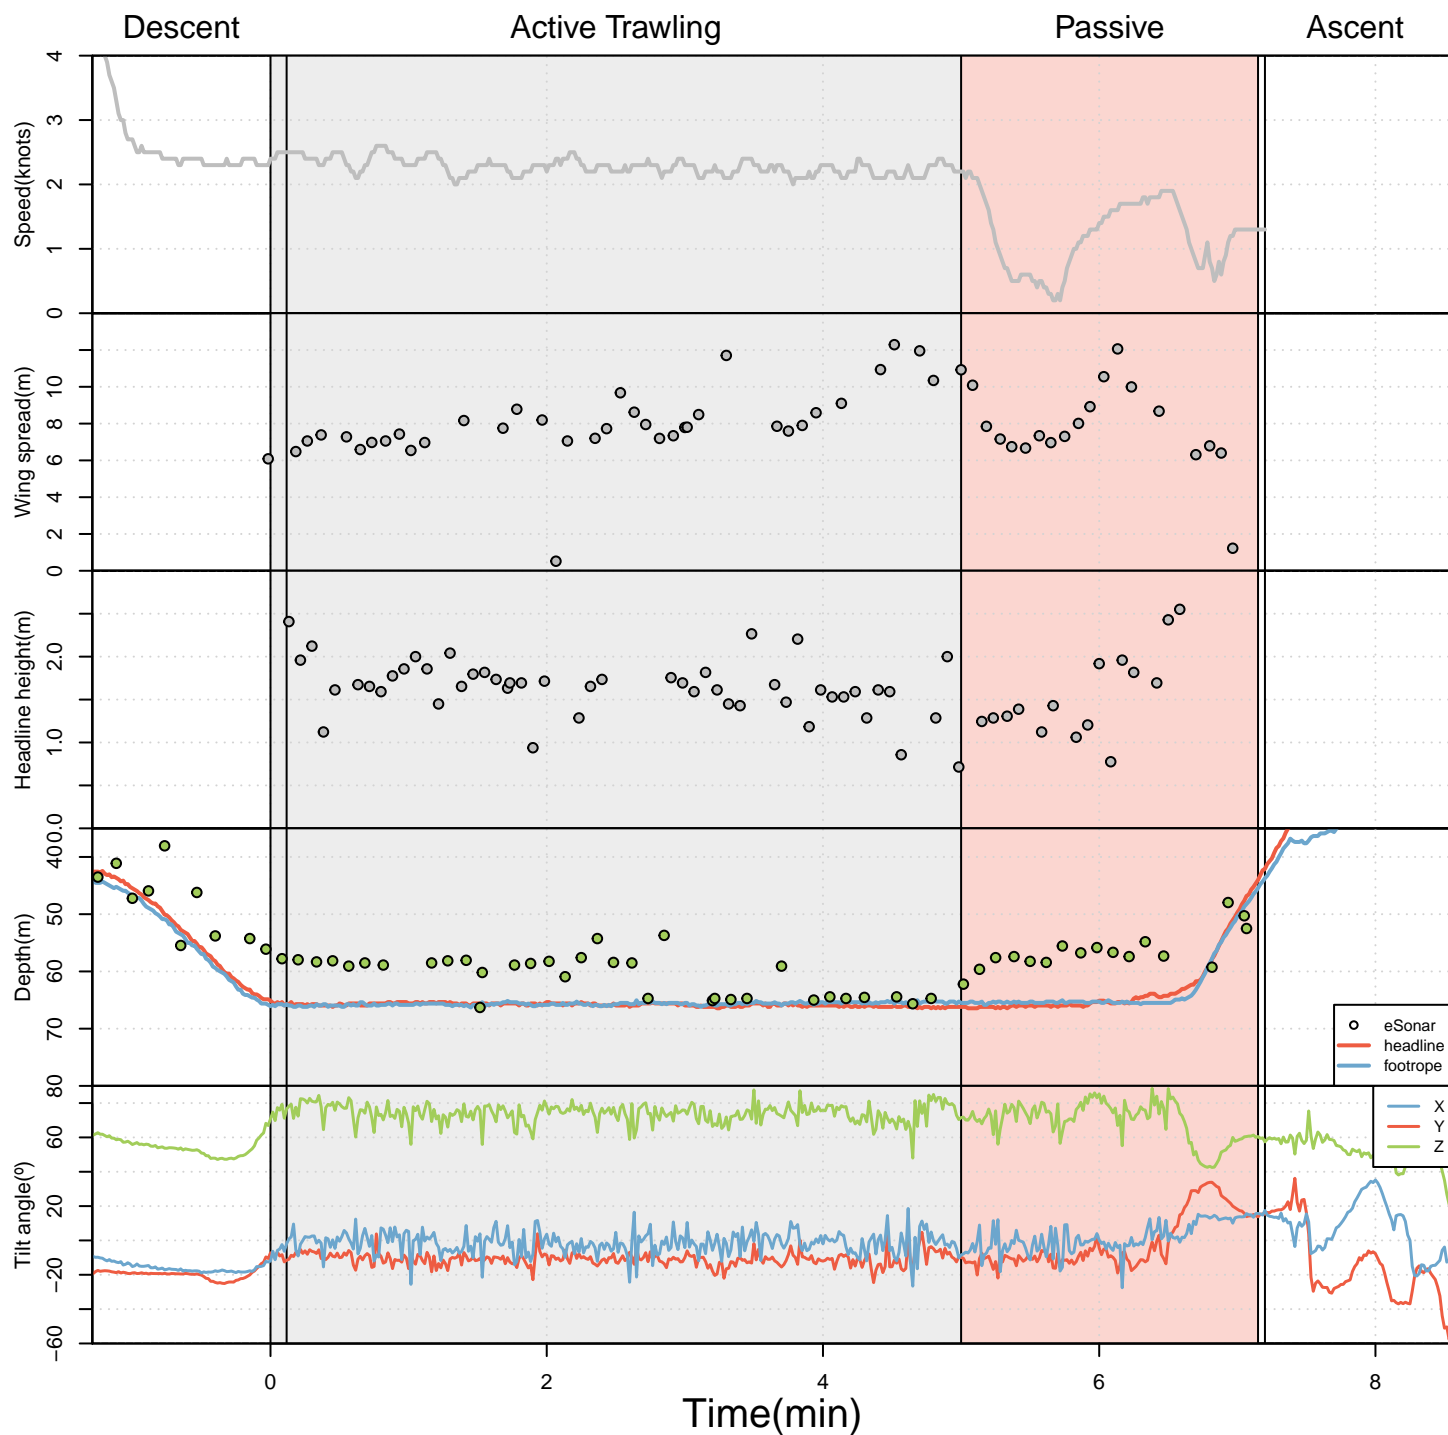 Descent Active Trawling Passive Ascent
Speed(knots)
4
3
2
1
0
Wing spread(m)
10
8
6
4
2
0
Headline height(m)
2.0
1.0
0.0
Depth(m)
40
50
60
70
80
eSonar
headline
footrope
Tilt angle(º)
60
20
−20
−60
X
Y
Z
0 2 4 6 8
Time(min)